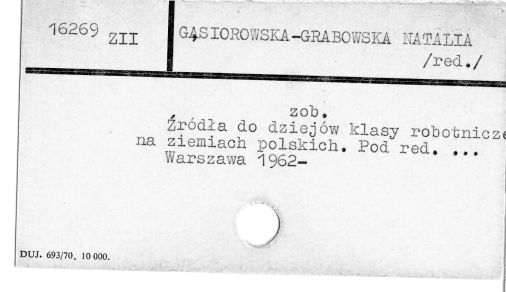 16269 ZII
GĄSIOROWSKA-GRABOWSKA NATALIA
/red./
zob.
Źródła do dziejów klasy robotnicze
na ziemiach polskich. Pod red. ...
Warszawa 1962-
DUJ. 693/70, 10 000.